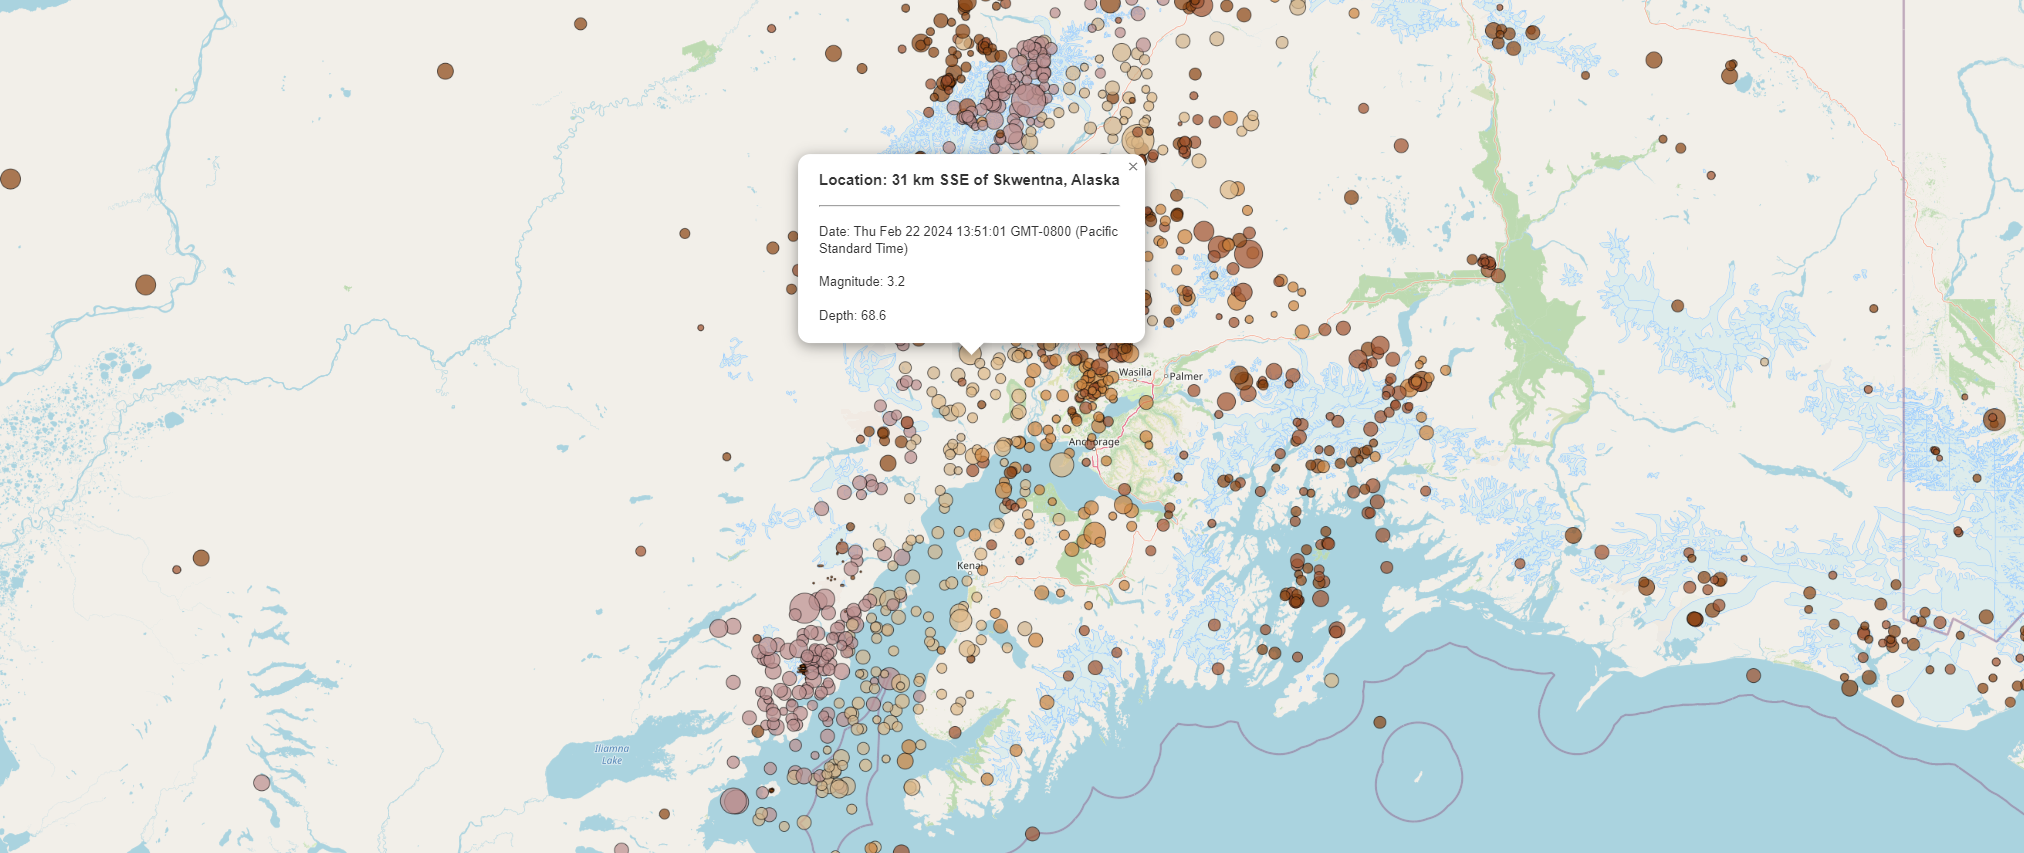 ×
Location: 31 km SSE of Skwentna, Alaska
Date: Thu Feb 22 2024 13:51:01 GMT-0800 (Pacific
Standard Time)
Magnitude: 3.2
Depth: 68.6
Wasilla
Palmer
Anchorage
Kenai
Iliamna
Lake